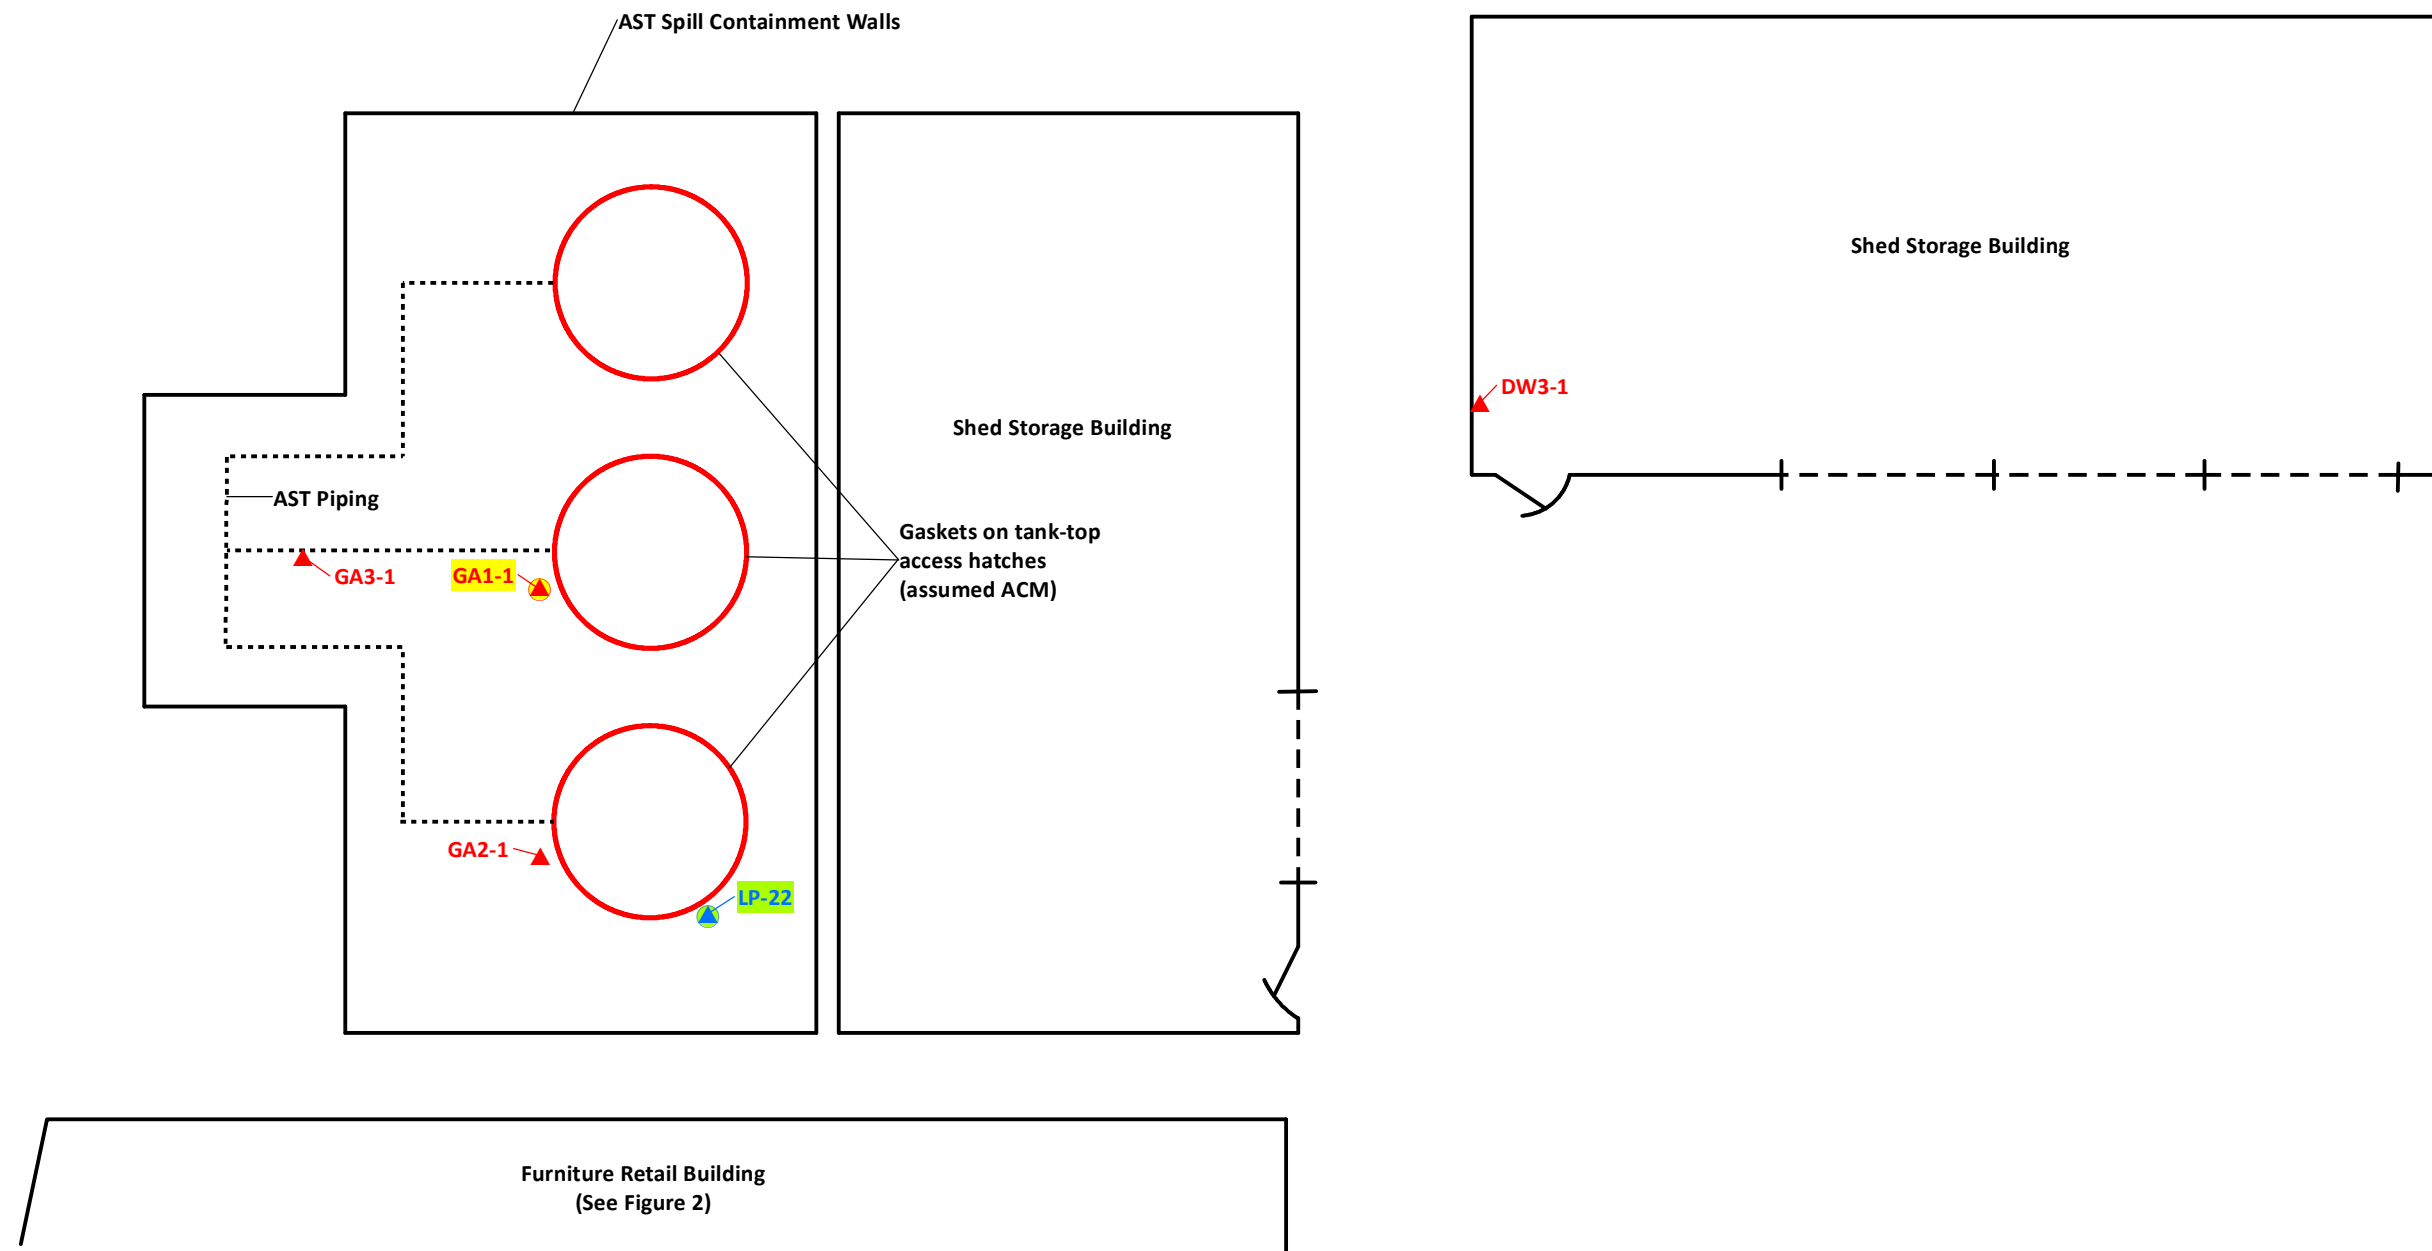 AST Spill Containment Walls
Shed Storage Building
DW3-1
Shed Storage Building
AST Piping
Gaskets on tank-top
access hatches
(assumed ACM)
GA3-1
GA1-1
GA2-1
LP-22
Furniture Retail Building
(See Figure 2)